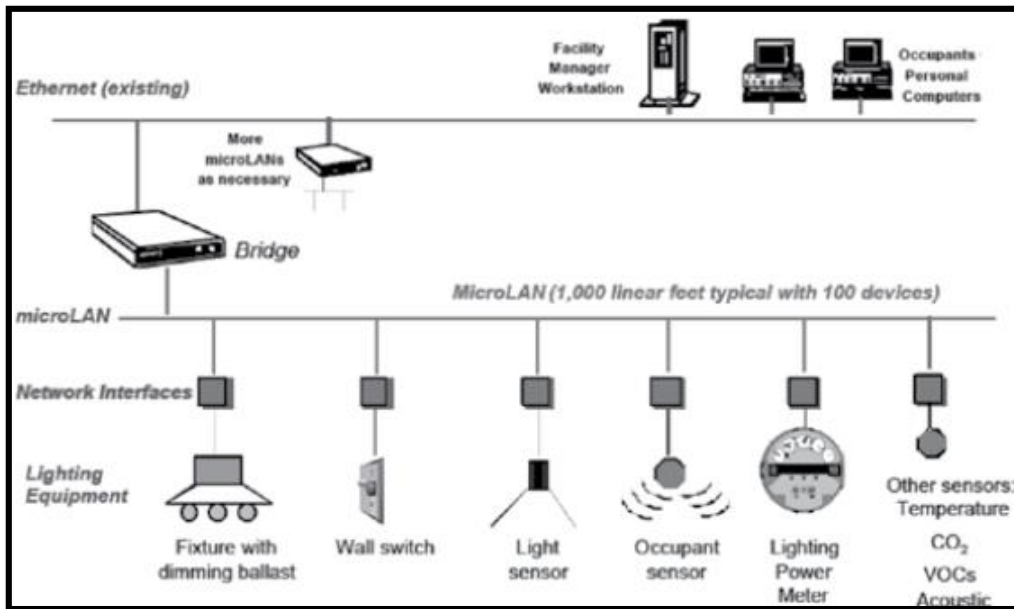 Facility
Manager
Workstation
Occupants
Personal
Computers
Ethernet (existing)
More
microLANs
as necessary
Bridge
MicroLAN (1,000 linear feet typical with 100 devices)
microLAN
Network Interfaces
Lighting
Equipment
Fixture with
dimming ballast
Wall switch
Light
sensor
Occupant
sensor
Lighting
Power
Meter
Other sensors:
Temperature
CO₂
VOCs
Acoustic